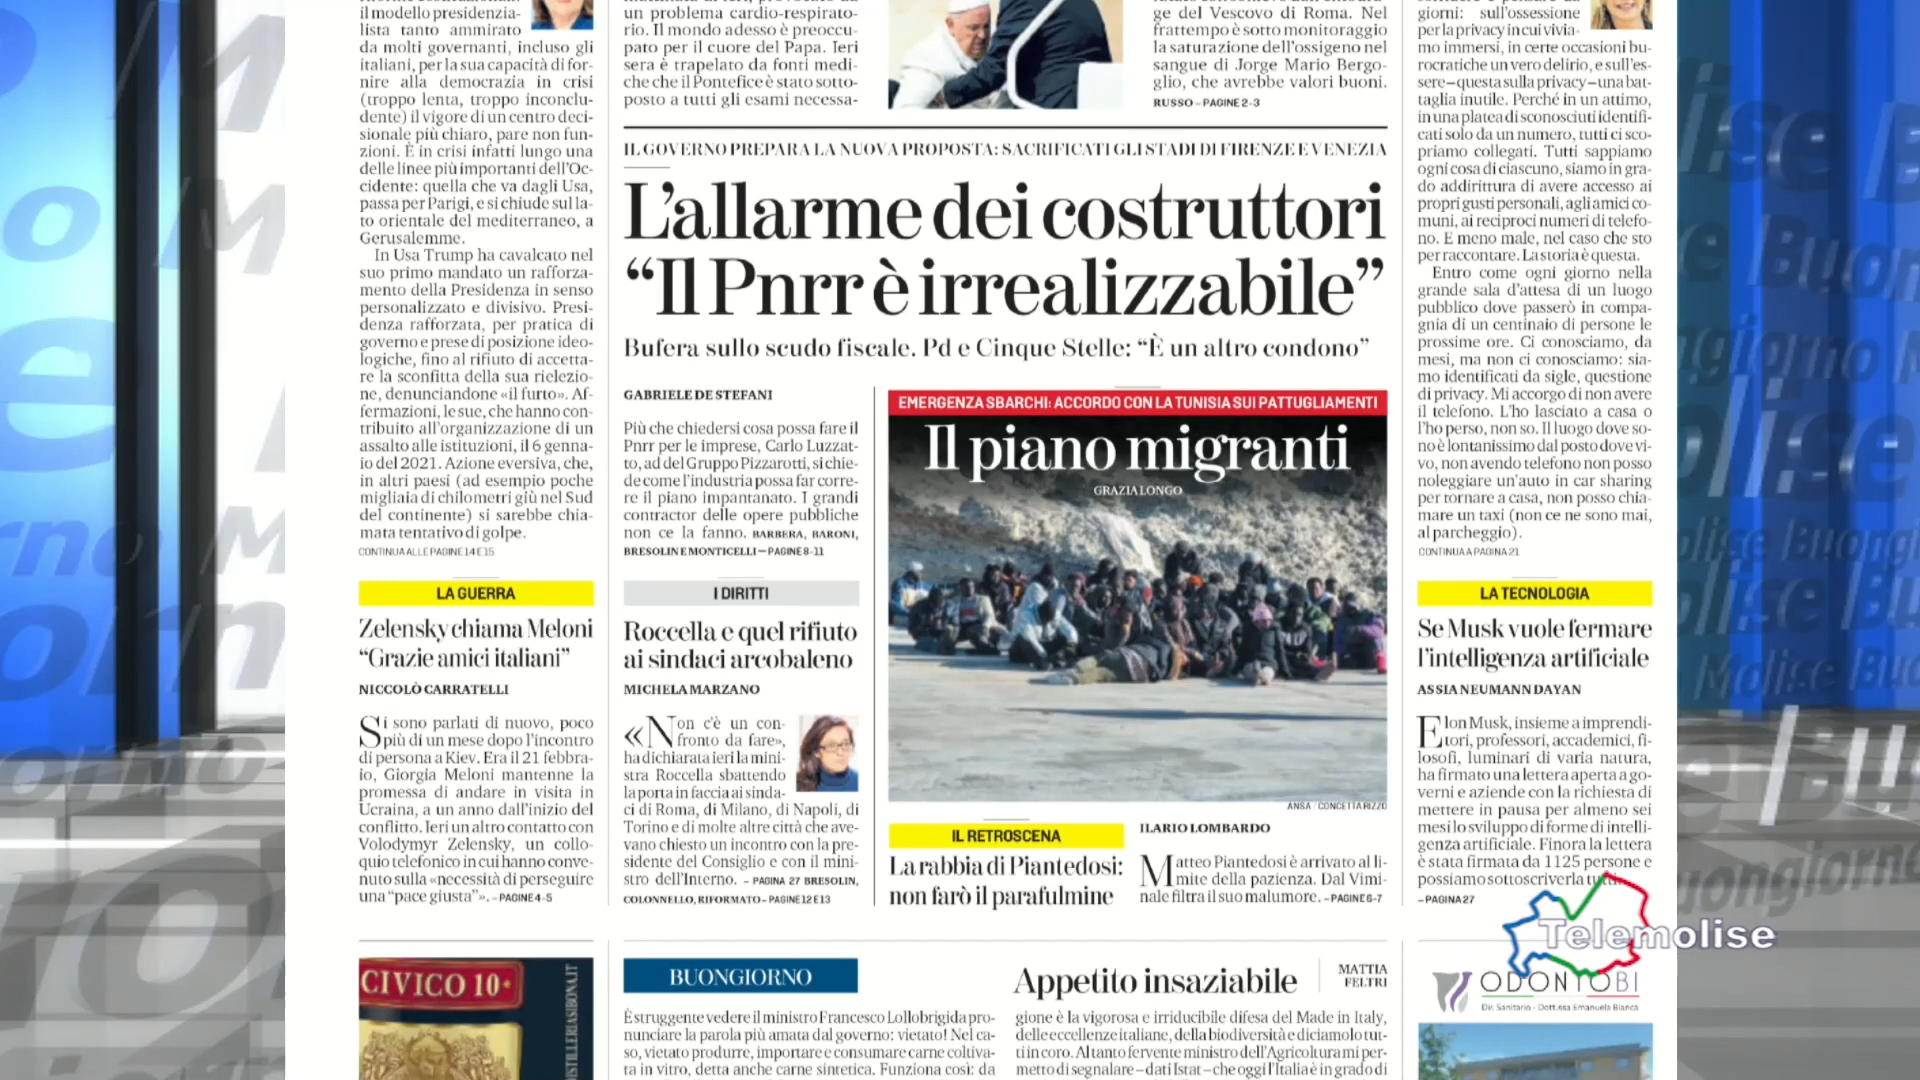 il modello presidenzia-
lista tanto ammirato
da molti governanti, incluso gli
italiani, per la sua capacità di for-
nire alla democrazia in crisi
(troppo lenta, troppo inconclu-
dente) il vigore di un centro deci-
sionale più chiaro, pare non fun-
zioni. È in crisi infatti lungo una
delle linee più importanti dell'Oc-
cidente: quella che va dagli Usa,
passa per Parigi, e si chiude sul la-
to orientale del mediterraneo, a
Gerusalemme.
In Usa Trump ha cavalcato nel
suo primo mandato un rafforza-
mento della Presidenza in senso
personalizzato e divisivo. Presi-
denza rafforzata, per pratica di
governo e prese di posizione ideo-
logiche, fino al rifiuto di accetta-
re la sconfitta della sua rielezio-
ne, denunciandone «il furto». Af-
fermazioni, le sue, che hanno con-
tribuito all'organizzazione di un
assalto alle istituzioni, il 6 genna-
io del 2021. Azione eversiva, che,
in altri paesi (ad esempio poche
migliaia di chilometri giù nel Sud
del continente) si sarebbe chia-
mata tentativo di golpe.
CONTINUA ALLE PAGINE 14 E 15
un problema cardio-respirato-
rio. Il mondo adesso è preoccu-
pato per il cuore del Papa. Ieri
sera è trapelato da fonti medi-
che che il Pontefice è stato sotto-
posto a tutti gli esami necessa-
ge del Vescovo di Roma. Nel
frattempo è sotto monitoraggio
la saturazione dell'ossigeno nel
sangue di Jorge Mario Bergo-
glio, che avrebbe valori buoni.
RUSSO – PAGINE 2-3
IL GOVERNO PREPARA LA NUOVA PROPOSTA: SACRIFICATI GLI STADI DI FIRENZE E VENEZIA
L'allarme dei costruttori
“Il Pnrr è irrealizzabile”
Bufera sullo scudo fiscale. Pd e Cinque Stelle: “È un altro condono”
GABRIELE DE STEFANI
Più che chiedersi cosa possa fare il
Pnrr per le imprese, Carlo Luzzat-
to, ad del Gruppo Pizzarotti, si chie-
de come l'industria possa far corre-
re il piano impantanato. I grandi
contractor delle opere pubbliche
non ce la fanno. BARBERA, BARONI,
BRESOLIN E MONTICELLI – PAGINE 8-11
EMERGENZA SBARCHI: ACCORDO CON LA TUNISIA SUI PATTUGLIAMENTI
Il piano migranti
GRAZIA LONGO
ANSA / CONCETTA RIZZO
giorni: sull'ossessione
per la privacy in cui vivia-
mo immersi, in certe occasioni bu-
rocratiche un vero delirio, e sull'es-
sere – questa sulla privacy – una bat-
taglia inutile. Perché in un attimo,
in una platea di sconosciuti identifi-
cati solo da un numero, tutti ci sco-
priamo collegati. Tutti sappiamo
ogni cosa di ciascuno, siamo in gra-
do addirittura di avere accesso ai
propri gusti personali, agli amici co-
muni, ai reciproci numeri di telefo-
no. E meno male, nel caso che sto
per raccontare. La storia è questa.
Entro come ogni giorno nella
grande sala d'attesa di un luogo
pubblico dove passerò in compa-
gnia di un centinaio di persone le
prossime ore. Ci conosciamo, da
mesi, ma non ci conosciamo: sia-
mo identificati da sigle, questione
di privacy. Mi accorgo di non avere
il telefono. L'ho lasciato a casa o
l'ho perso, non so. Il luogo dove so-
no è lontanissimo dal posto dove vi-
vo, non avendo telefono non posso
noleggiare un'auto in car sharing
per tornare a casa, non posso chia-
mare un taxi (non ce ne sono mai,
al parcheggio).
CONTINUA A PAGINA 21
LA GUERRA
Zelensky chiama Meloni
“Grazie amici italiani”
NICCOLÒ CARRATELLI
Si sono parlati di nuovo, poco
più di un mese dopo l'incontro
di persona a Kiev. Era il 21 febbra-
io, Giorgia Meloni mantenne la
promessa di andare in visita in
Ucraina, a un anno dall'inizio del
conflitto. Ieri un altro contatto con
Volodymyr Zelensky, un collo-
quio telefonico in cui hanno conve-
nuto sulla «necessità di perseguire
una “pace giusta”». – PAGINE 4-5
I DIRITTI
Roccella e quel rifiuto
ai sindaci arcobaleno
MICHELA MARZANO
«Non c'è un con-
fronto da fare»,
ha dichiarata ieri la mini-
stra Roccella sbattendo
la porta in faccia ai sinda-
ci di Roma, di Milano, di Napoli, di
Torino e di molte altre città che ave-
vano chiesto un incontro con la pre-
sidente del Consiglio e con il mini-
stro dell'Interno. – PAGINA 27 BRESOLIN,
COLONNELLO, RIFORMATO – PAGINE 12 E 13
IL RETROSCENA
La rabbia di Piantedosi:
non farò il parafulmine
ILARIO LOMBARDO
Matteo Piantedosi è arrivato al li-
mite della pazienza. Dal Vimi-
nale filtra il suo malumore. – PAGINE 6-7
LA TECNOLOGIA
Se Musk vuole fermare
l'intelligenza artificiale
ASSIA NEUMANN DAYAN
Elon Musk, insieme a imprendi-
tori, professori, accademici, fi-
losofi, luminari di varia natura,
ha firmato una lettera aperta a go-
verni e aziende con la richiesta di
mettere in pausa per almeno sei
mesi lo sviluppo di forme di intelli-
genza artificiale. Finora la lettera
è stata firmata da 1125 persone e
possiamo sottoscriverla tutti.
– PAGINA 27
Telemolise
CIVICO 10
BUONGIORNO
Appetito insaziabile
MATTIA
FELTRI
È struggente vedere il ministro Francesco Lollobrigida pro-
nunciare la parola più amata dal governo: vietato! Nel ca-
so, vietato produrre, importare e consumare carne coltiva-
ta in vitro, detta anche carne sintetica. Funziona così: da
gione è la vigorosa e irriducibile difesa del Made in Italy,
delle eccellenze italiane, della biodiversità e diciamolo tut-
ti in coro. Al tanto fervente ministro dell'Agricoltura mi per-
metto di segnalare – dati Istat – che oggi l'Italia è in grado di
ODONTOBI
Dir. Sanitario - Dott.ssa Emanuela Bianca